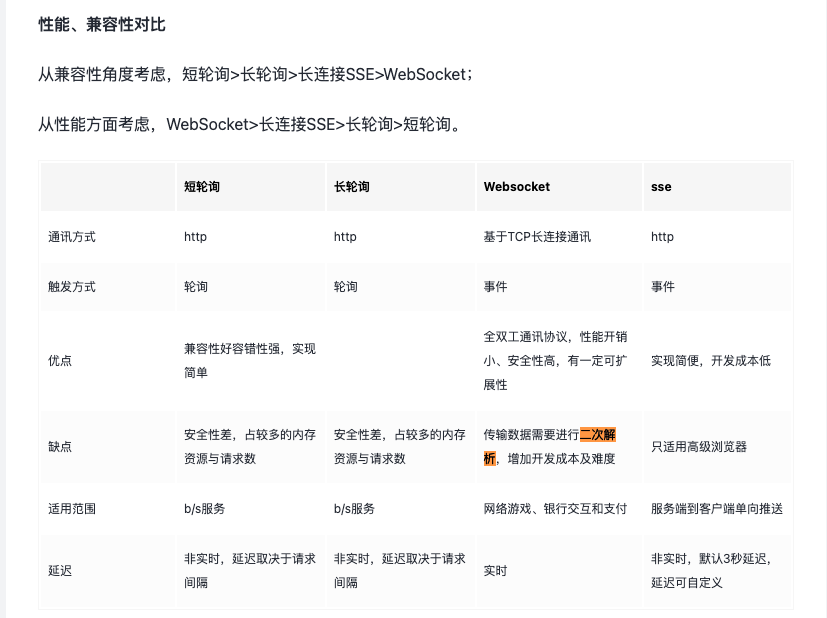 性能、兼容性对比
从兼容性角度考虑，短轮询>长轮询>长连接SSE>WebSocket；
从性能方面考虑，WebSocket>长连接SSE>长轮询>短轮询。
短轮询 长轮询 Websocket sse
通讯方式 http http 基于TCP长连接通讯 http
触发方式 轮询 轮询 事件 事件
优点
兼容性好容错性强，实现
简单
全双工通讯协议，性能开销
小、安全性高，有一定可扩
展性
实现简便，开发成本低
缺点
安全性差，占较多的内存
资源与请求数
安全性差，占较多的内存
资源与请求数
传输数据需要进行二次解
析，增加开发成本及难度
只适用高级浏览器
适用范围 b/s服务 b/s服务 网络游戏、银行交互和支付 服务端到客户端单向推送
延迟
非实时，延迟取决于请求
间隔
非实时，延迟取决于请求
间隔
实时
非实时，默认3秒延迟，
延迟可自定义